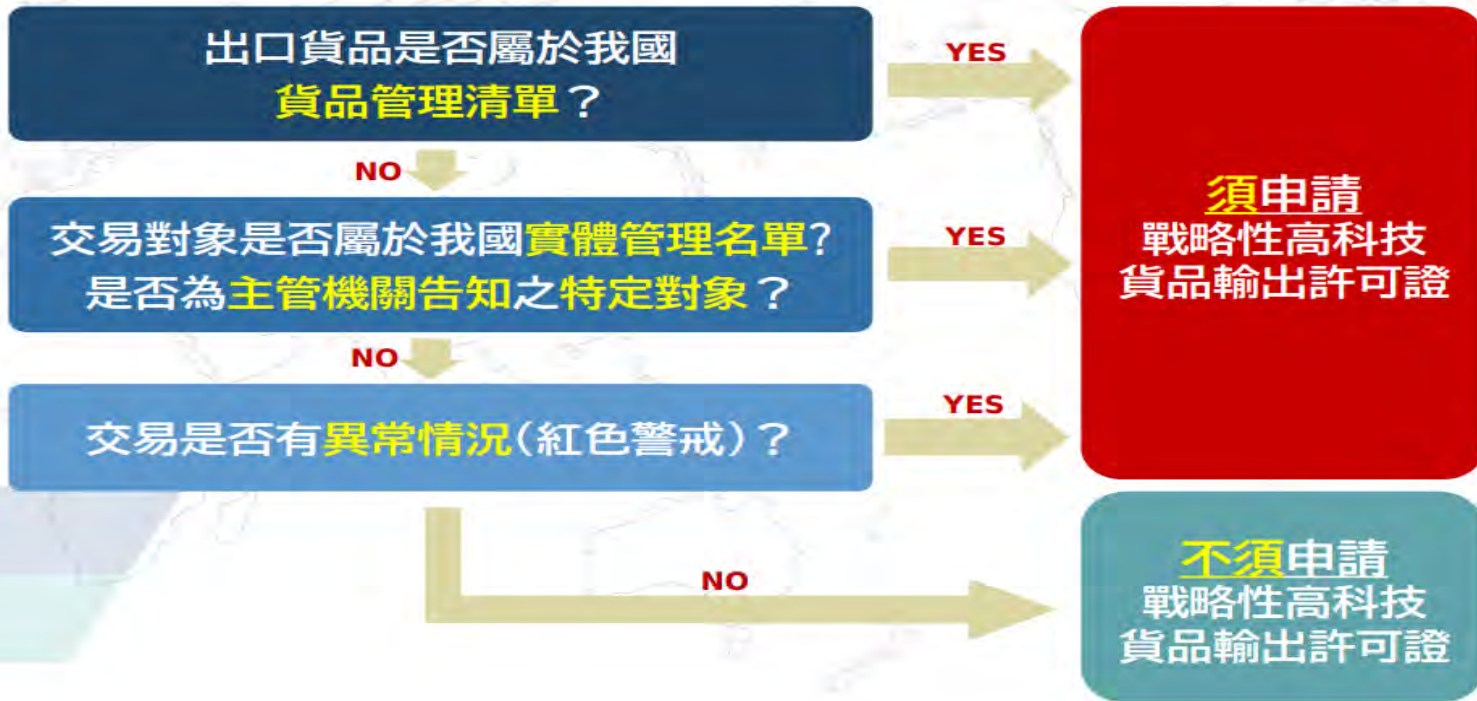 出口貨品是否屬於我國
貨品管理清單？
YES
NO
交易對象是否屬於我國實體管理名單?
是否為主管機關告知之特定對象？
YES
NO
交易是否有異常情況(紅色警戒)？
YES
須申請
戰略性高科技
貨品輸出許可證
NO
不須申請
戰略性高科技
貨品輸出許可證